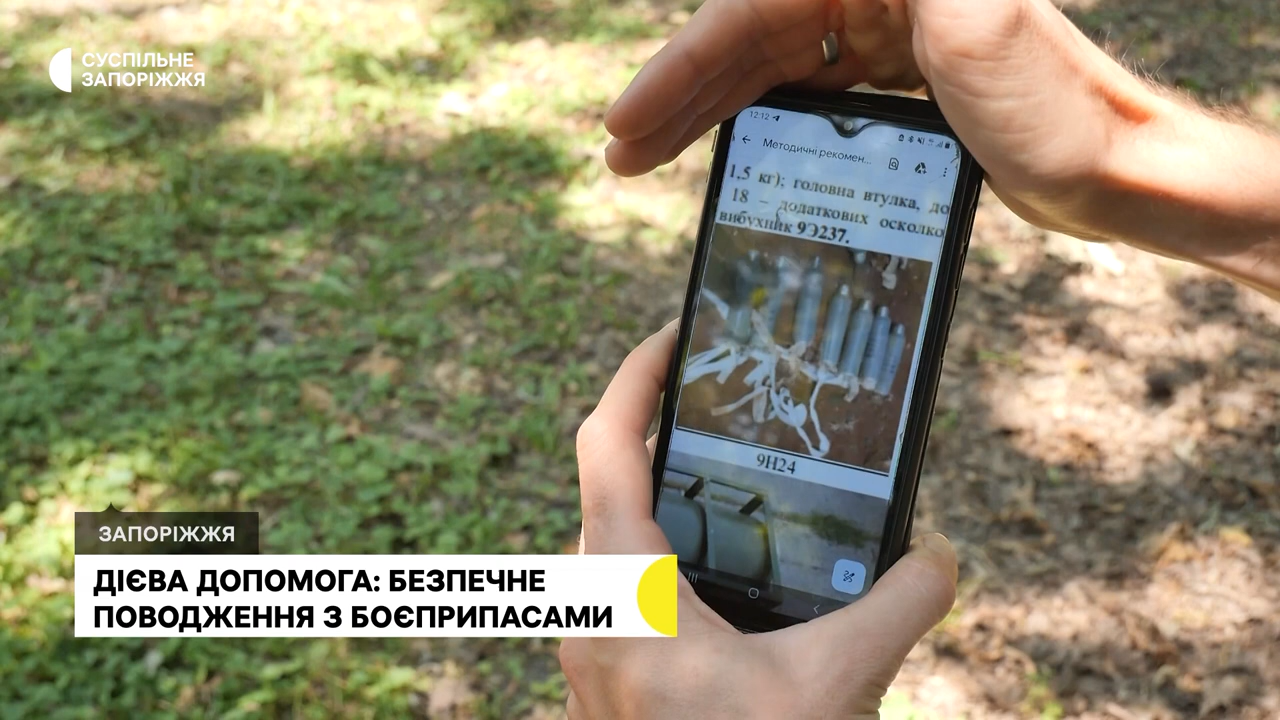 СУСПІЛЬНЕ
ЗАПОРІЖЖЯ
12:12
Методичні рекомен...
1,5 кг); головна втулка, до
18 – додаткових осколко
вибухник 9Э237.
9Н24
ЗАПОРІЖЖЯ
ДІЄВА ДОПОМОГА: БЕЗПЕЧНЕ
ПОВОДЖЕННЯ З БОЄПРИПАСАМИ